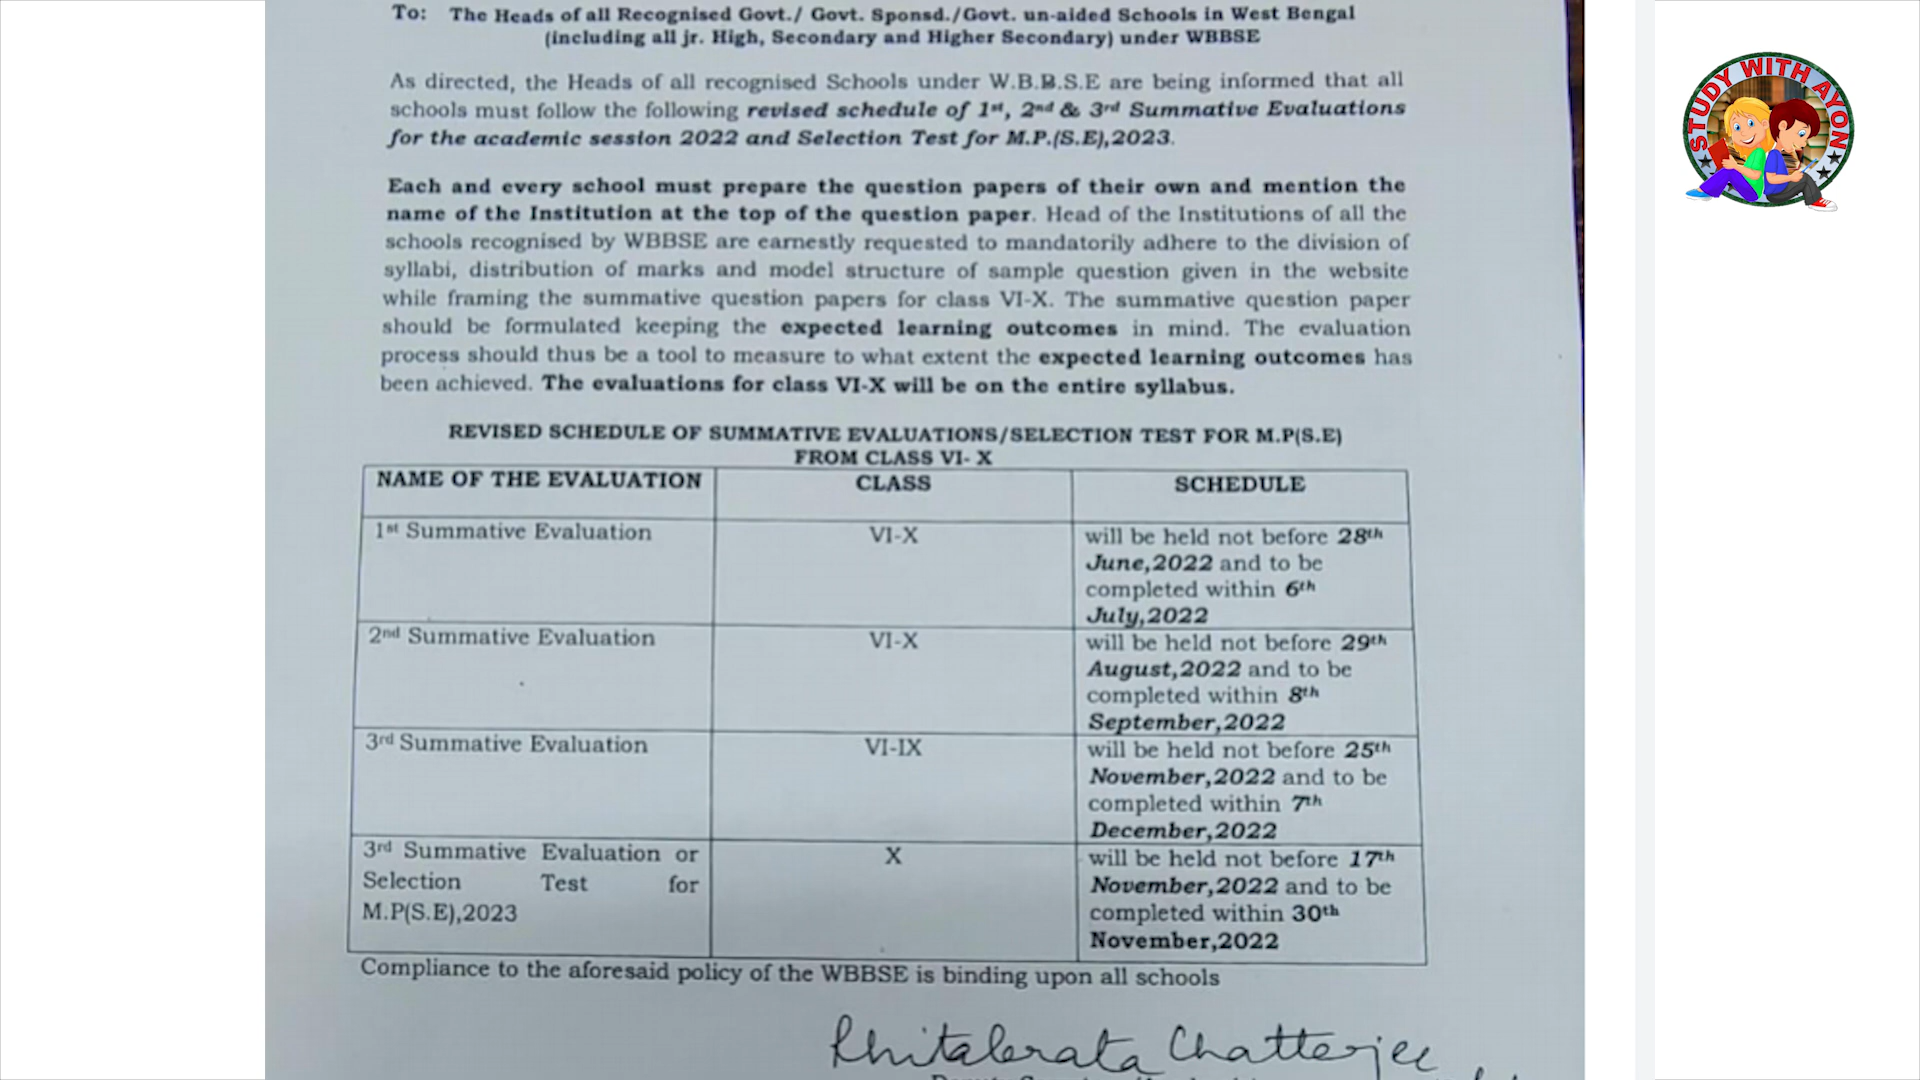 To: The Heads of all Recognised Govt./ Govt. Sponsd./Govt. un-aided Schools in West Bengal
(including all jr. High, Secondary and Higher Secondary) under WBBSE
As directed, the Heads of all recognised Schools under W.B.B.S.E are being informed that all
schools must follow the following revised schedule of 1st, 2nd & 3rd Summative Evaluations
for the academic session 2022 and Selection Test for M.P.(S.E),2023.
Each and every school must prepare the question papers of their own and mention the
name of the Institution at the top of the question paper. Head of the Institutions of all the
schools recognised by WBBSE are earnestly requested to mandatorily adhere to the division of
syllabi, distribution of marks and model structure of sample question given in the website
while framing the summative question papers for class VI-X. The summative question paper
should be formulated keeping the expected learning outcomes in mind. The evaluation
process should thus be a tool to measure to what extent the expected learning outcomes has
been achieved. The evaluations for class VI-X will be on the entire syllabus.
REVISED SCHEDULE OF SUMMATIVE EVALUATIONS/SELECTION TEST FOR M.P(S.E)
FROM CLASS VI- X
NAME OF THE EVALUATION CLASS SCHEDULE
1st Summative Evaluation VI-X will be held not before 28th
June,2022 and to be
completed within 6th
July,2022
2nd Summative Evaluation VI-X will be held not before 29th
August,2022 and to be
completed within 8th
September,2022
3rd Summative Evaluation VI-IX will be held not before 25th
November,2022 and to be
completed within 7th
December,2022
3rd Summative Evaluation or X will be held not before 17th
Selection Test for November,2022 and to be
M.P(S.E),2023 completed within 30th
November,2022
Compliance to the aforesaid policy of the WBBSE is binding upon all schools
Chatterjee
STUDY WITH AYON